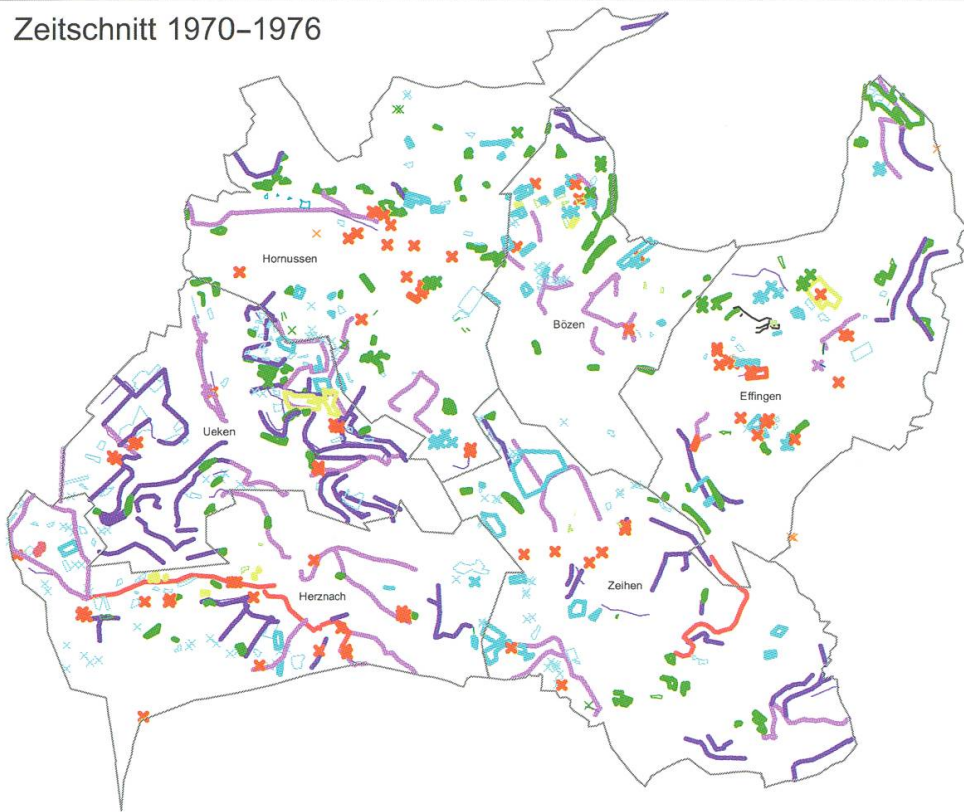 Zeitschnitt 1970–1976
Hornussen
Bözen
Effingen
Ueken
Zeihen
Herznach